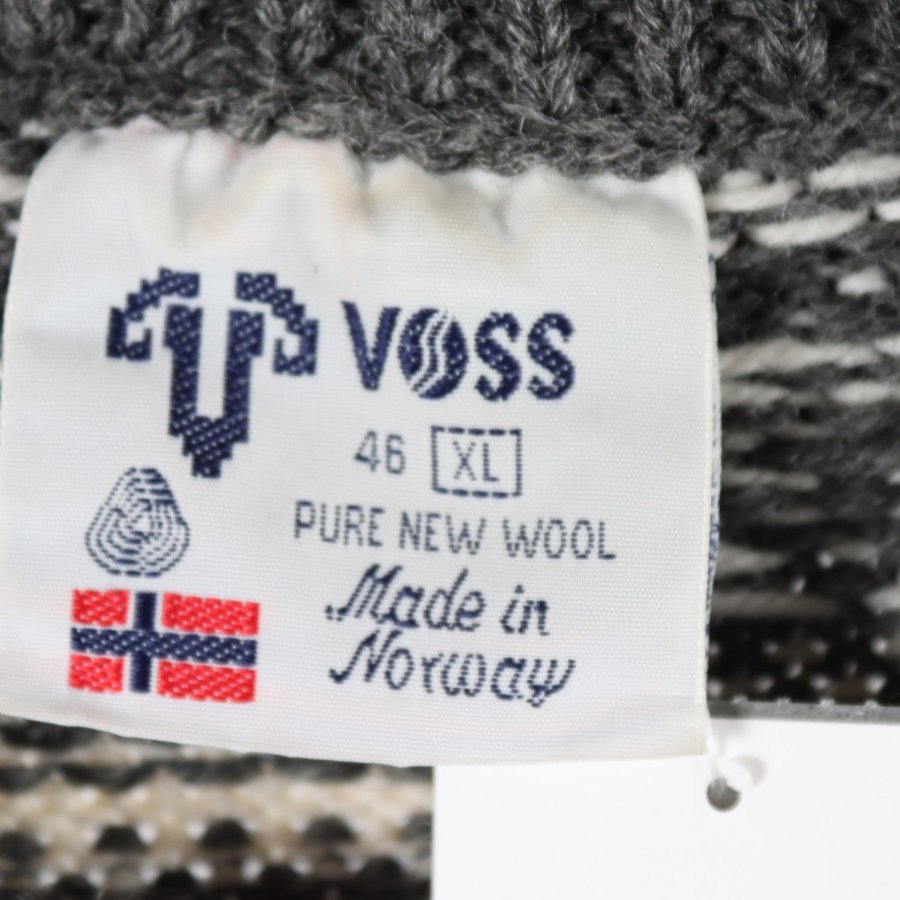 VOSS
46 XL
PURE NEW WOOL
Made in
Norway